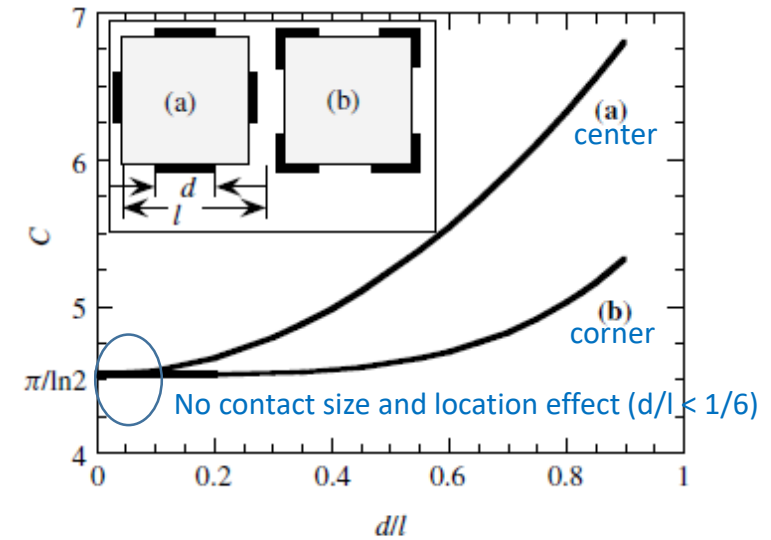 7
(a)
(b)
(a)
center
6
d
l
C
5
(b)
corner
π/ln2
No contact size and location effect (d/l < 1/6)
4
0 0.2 0.4 0.6 0.8 1
d/l